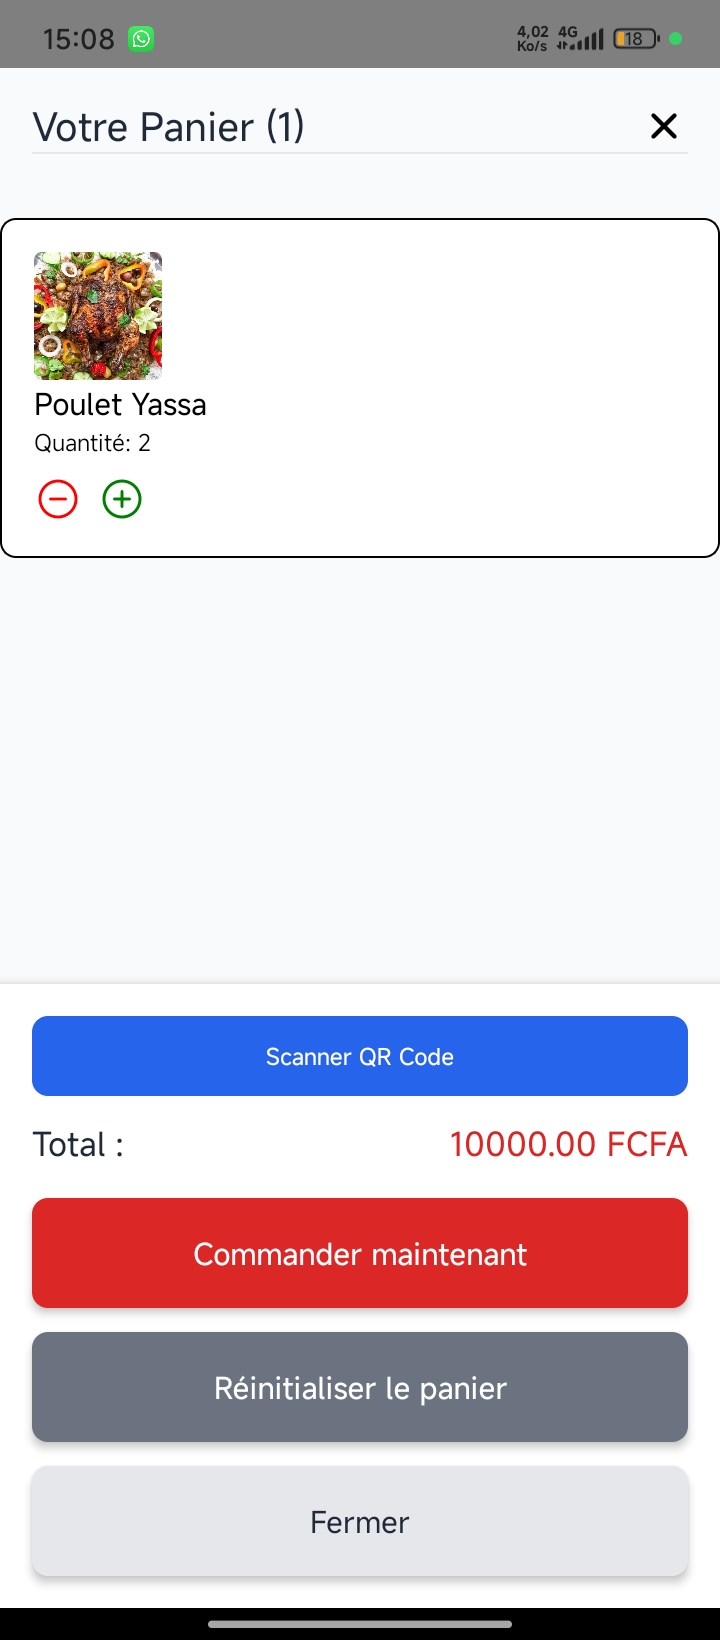 15:08 4,02 Ko/s 4G 18
Votre Panier (1)
Poulet Yassa
Quantité: 2
Scanner QR Code
Total : 10000.00 FCFA
Commander maintenant
Réinitialiser le panier
Fermer